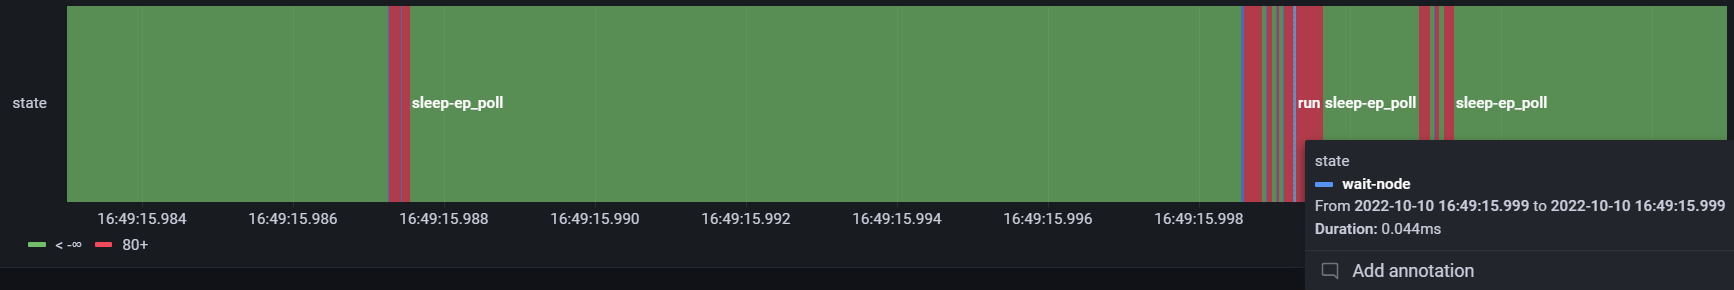 state
sleep-ep_poll
run sleep-ep_poll
sleep-ep_poll
16:49:15.984 16:49:15.986 16:49:15.988 16:49:15.990 16:49:15.992 16:49:15.994 16:49:15.996 16:49:15.998
< -∞ 80+
state
wait-node
From 2022-10-10 16:49:15.999 to 2022-10-10 16:49:15.999
Duration: 0.044ms
Add annotation